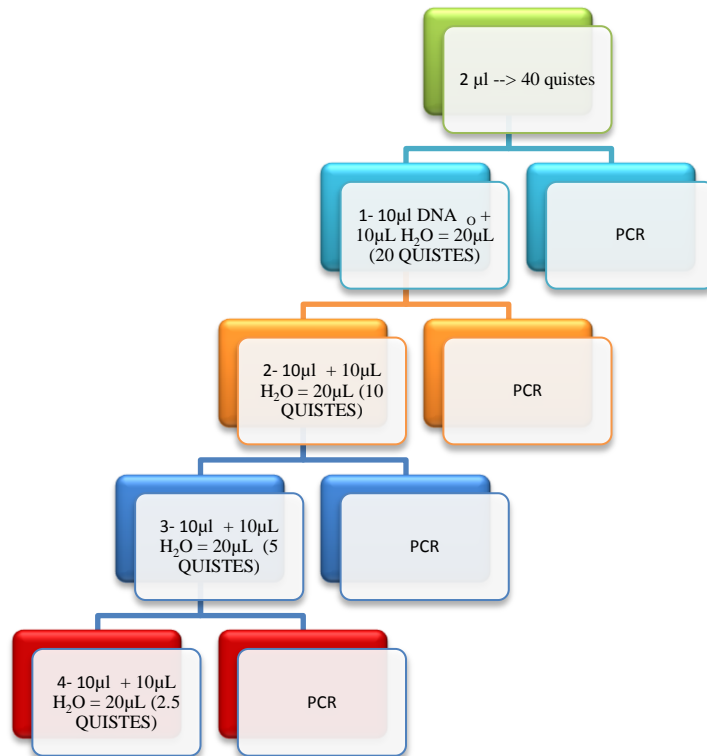 2 µl --> 40 quistes
1- 10µl DNA O +
10µL H2O = 20µL
(20 QUISTES)
PCR
2- 10µl + 10µL
H2O = 20µL (10
QUISTES)
PCR
3- 10µl + 10µL
H2O = 20µL (5
QUISTES)
PCR
4- 10µl + 10µL
H2O = 20µL (2.5
QUISTES)
PCR